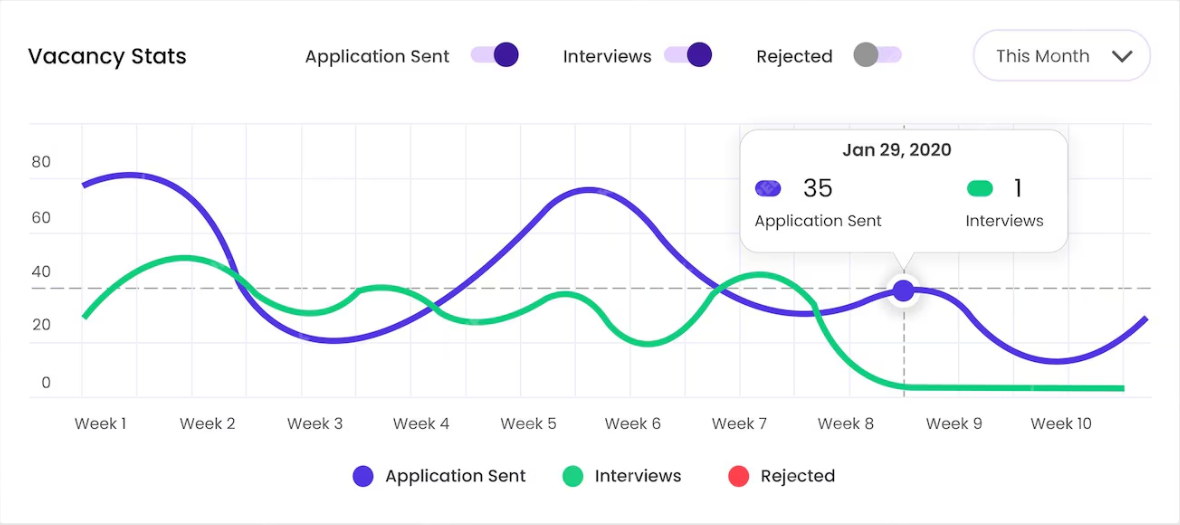 Vacancy Stats
Application Sent
Interviews
Rejected
This Month
Jan 29, 2020
35
1
Application Sent
Interviews
80
60
40
20
0
Week 1
Week 2
Week 3
Week 4
Week 5
Week 6
Week 7
Week 8
Week 9
Week 10
Application Sent
Interviews
Rejected